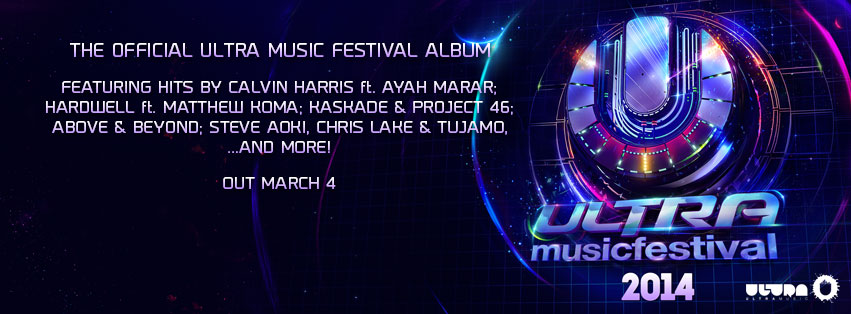 THE OFFICIAL ULTRA MUSIC FESTIVAL ALBUM
FEATURING HITS BY CALVIN HARRIS ft. AYAH MARAR;
HARDWELL ft. MATTHEW KOMA; KASKADE & PROJECT 46;
ABOVE & BEYOND; STEVE AOKI, CHRIS LAKE & TUJAMO,
...AND MORE!
OUT MARCH 4
ULTRA
musicfestival
2014
ULTRA
ULTRAMUSIC